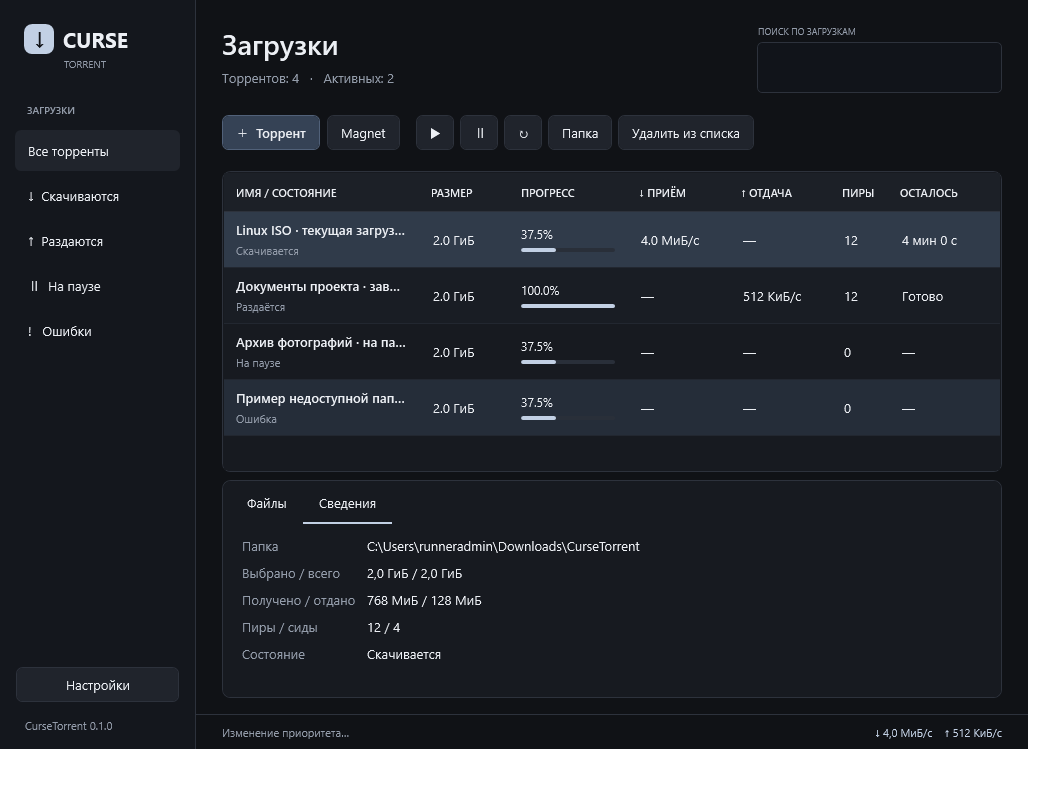 ↓ CURSE
TORRENT
ЗАГРУЗКИ
Все торренты
↓ Скачиваются
↑ Раздаются
II На паузе
! Ошибки
Настройки
CurseTorrent 0.1.0
Загрузки
Торрентов: 4 · Активных: 2
ПОИСК ПО ЗАГРУЗКАМ
+ Торрент Magnet ▶ II ↻ Папка Удалить из списка
ИМЯ / СОСТОЯНИЕ РАЗМЕР ПРОГРЕСС ↓ ПРИЁМ ↑ ОТДАЧА ПИРЫ ОСТАЛОСЬ
Linux ISO · текущая загруз... 2.0 ГиБ 37.5% 4.0 МиБ/с — 12 4 мин 0 с
Скачивается
Документы проекта · зав... 2.0 ГиБ 100.0% — 512 КиБ/с 12 Готово
Раздаётся
Архив фотографий · на па... 2.0 ГиБ 37.5% — — 0 —
На паузе
Пример недоступной пап... 2.0 ГиБ 37.5% — — 0 —
Ошибка
Файлы Сведения
Папка C:\Users\runneradmin\Downloads\CurseTorrent
Выбрано / всего 2,0 ГиБ / 2,0 ГиБ
Получено / отдано 768 МиБ / 128 МиБ
Пиры / сиды 12 / 4
Состояние Скачивается
Изменение приоритета... ↓ 4,0 МиБ/с ↑ 512 КиБ/с